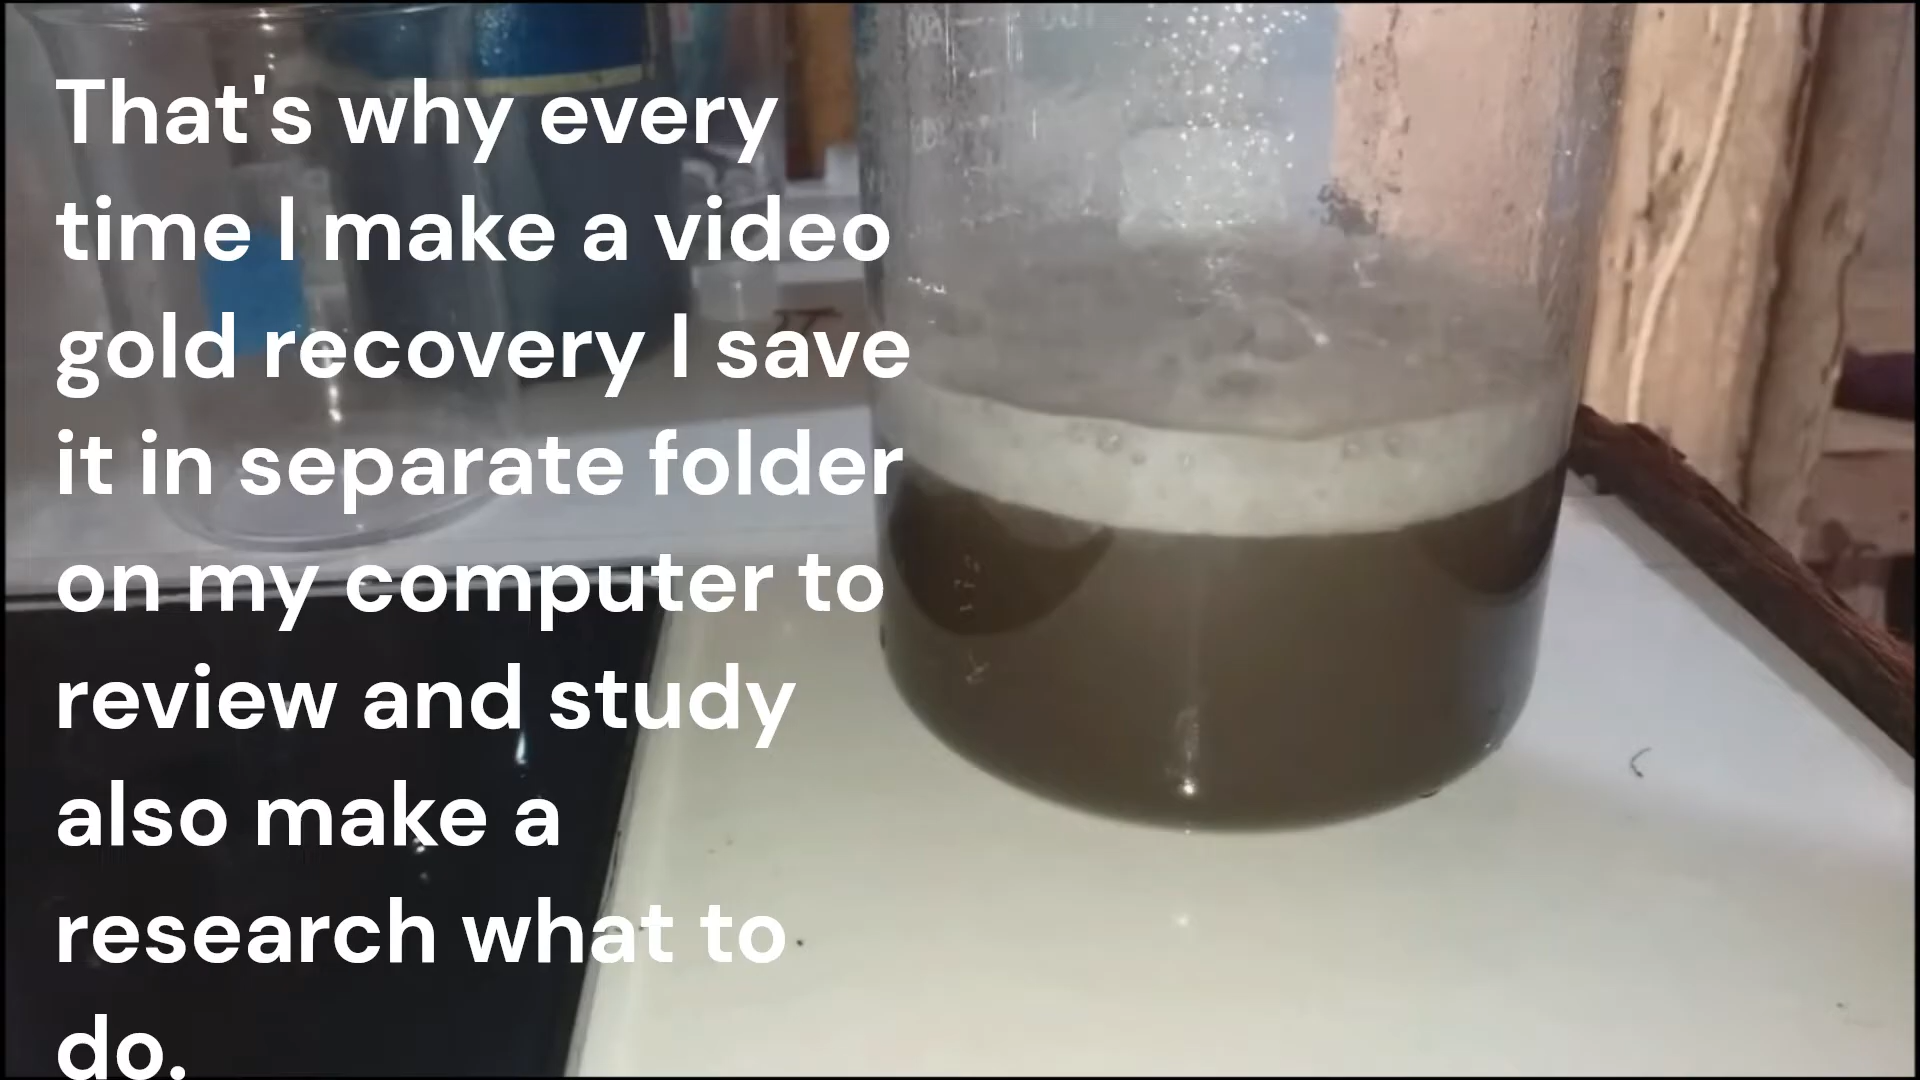 That's why every
time I make a video
gold recovery I save
it in separate folder
on my computer to
review and study
also make a
research what to
do.